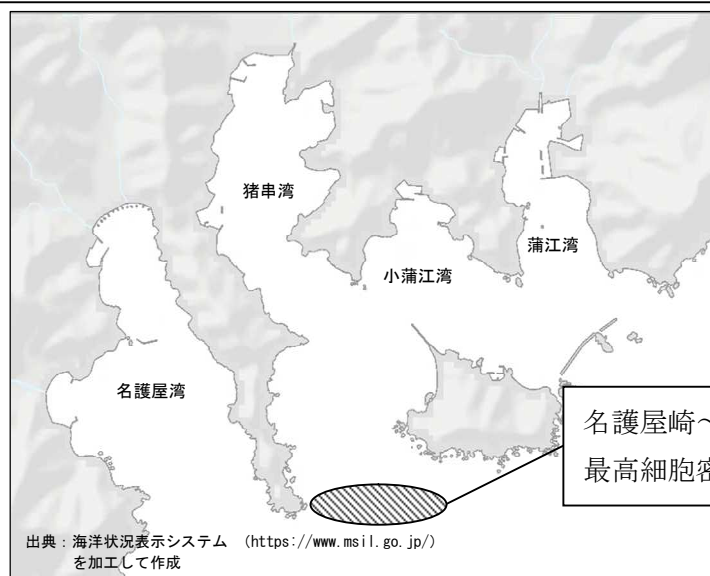 猪串湾
蒲江湾
小蒲江湾
名護屋湾
名護屋崎～
最高細胞密
出典：海洋状況表示システム （https://www.msil.go.jp/）
を加工して作成